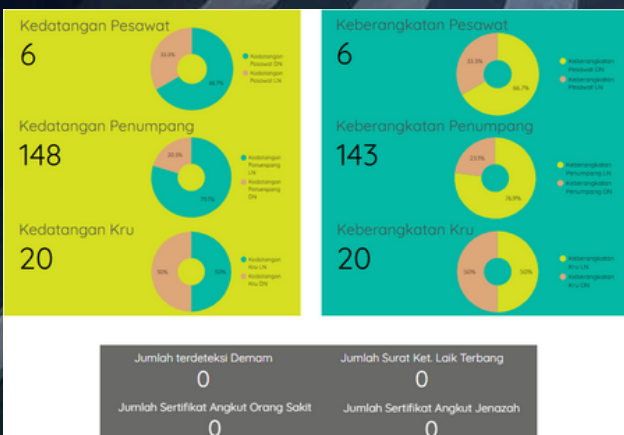 Kedatangan Pesawat
6
33.3%
66.7%
Kedatangan
Pesawat DN
Kedatangan
Pesawat LN
Kedatangan Penumpang
148
20.3%
79.7%
Kedatangan
Penumpang
LN
Kedatangan
Penumpang
DN
Kedatangan Kru
20
50%
50%
Kedatangan
Kru LN
Kedatangan
Kru DN
Keberangkatan Pesawat
6
33.3%
66.7%
Keberangkatan
Pesawat DN
Keberangkatan
Pesawat LN
Keberangkatan Penumpang
143
23.1%
76.9%
Keberangkatan
Penumpang LN
Keberangkatan
Penumpang DN
Keberangkatan Kru
20
50%
50%
Keberangkatan
Kru LN
Keberangkatan
Kru DN
Jumlah terdeteksi Demam
0
Jumlah Surat Ket. Laik Terbang
0
Jumlah Sertifikat Angkut Orang Sakit
0
Jumlah Sertifikat Angkut Jenazah
0